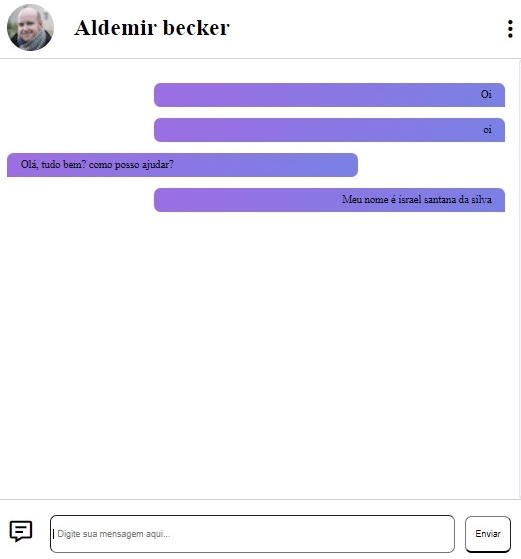 Aldemir becker
Oi
oi
Olá, tudo bem? como posso ajudar?
Meu nome é israel santana da silva
Digite sua mensagem aqui...
Enviar